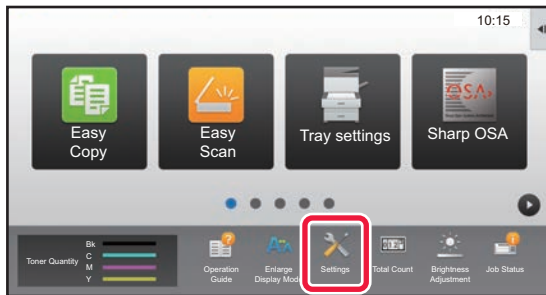 10:15
Easy
Copy
Easy
Scan
Tray settings
Sharp OSA
OSA
Toner Quantity
Bk
C
M
Y
Operation
Guide
Enlarge
Display Mode
Settings
Total Count
Brightness
Adjustment
Job Status